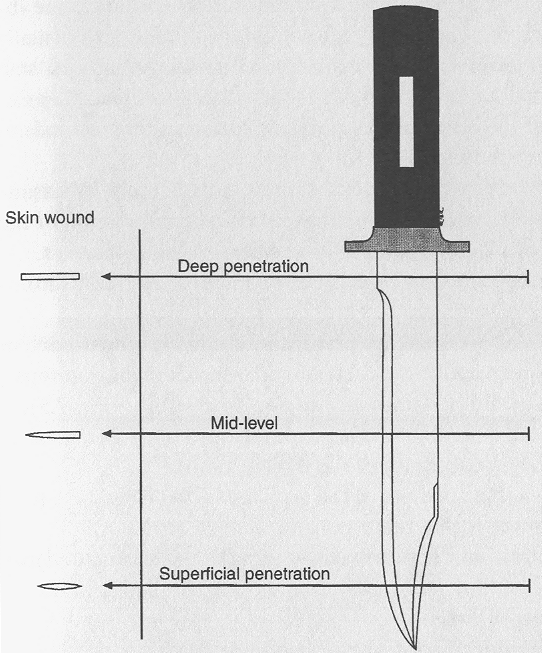 Skin wound
Deep penetration
Mid-level
Superficial penetration